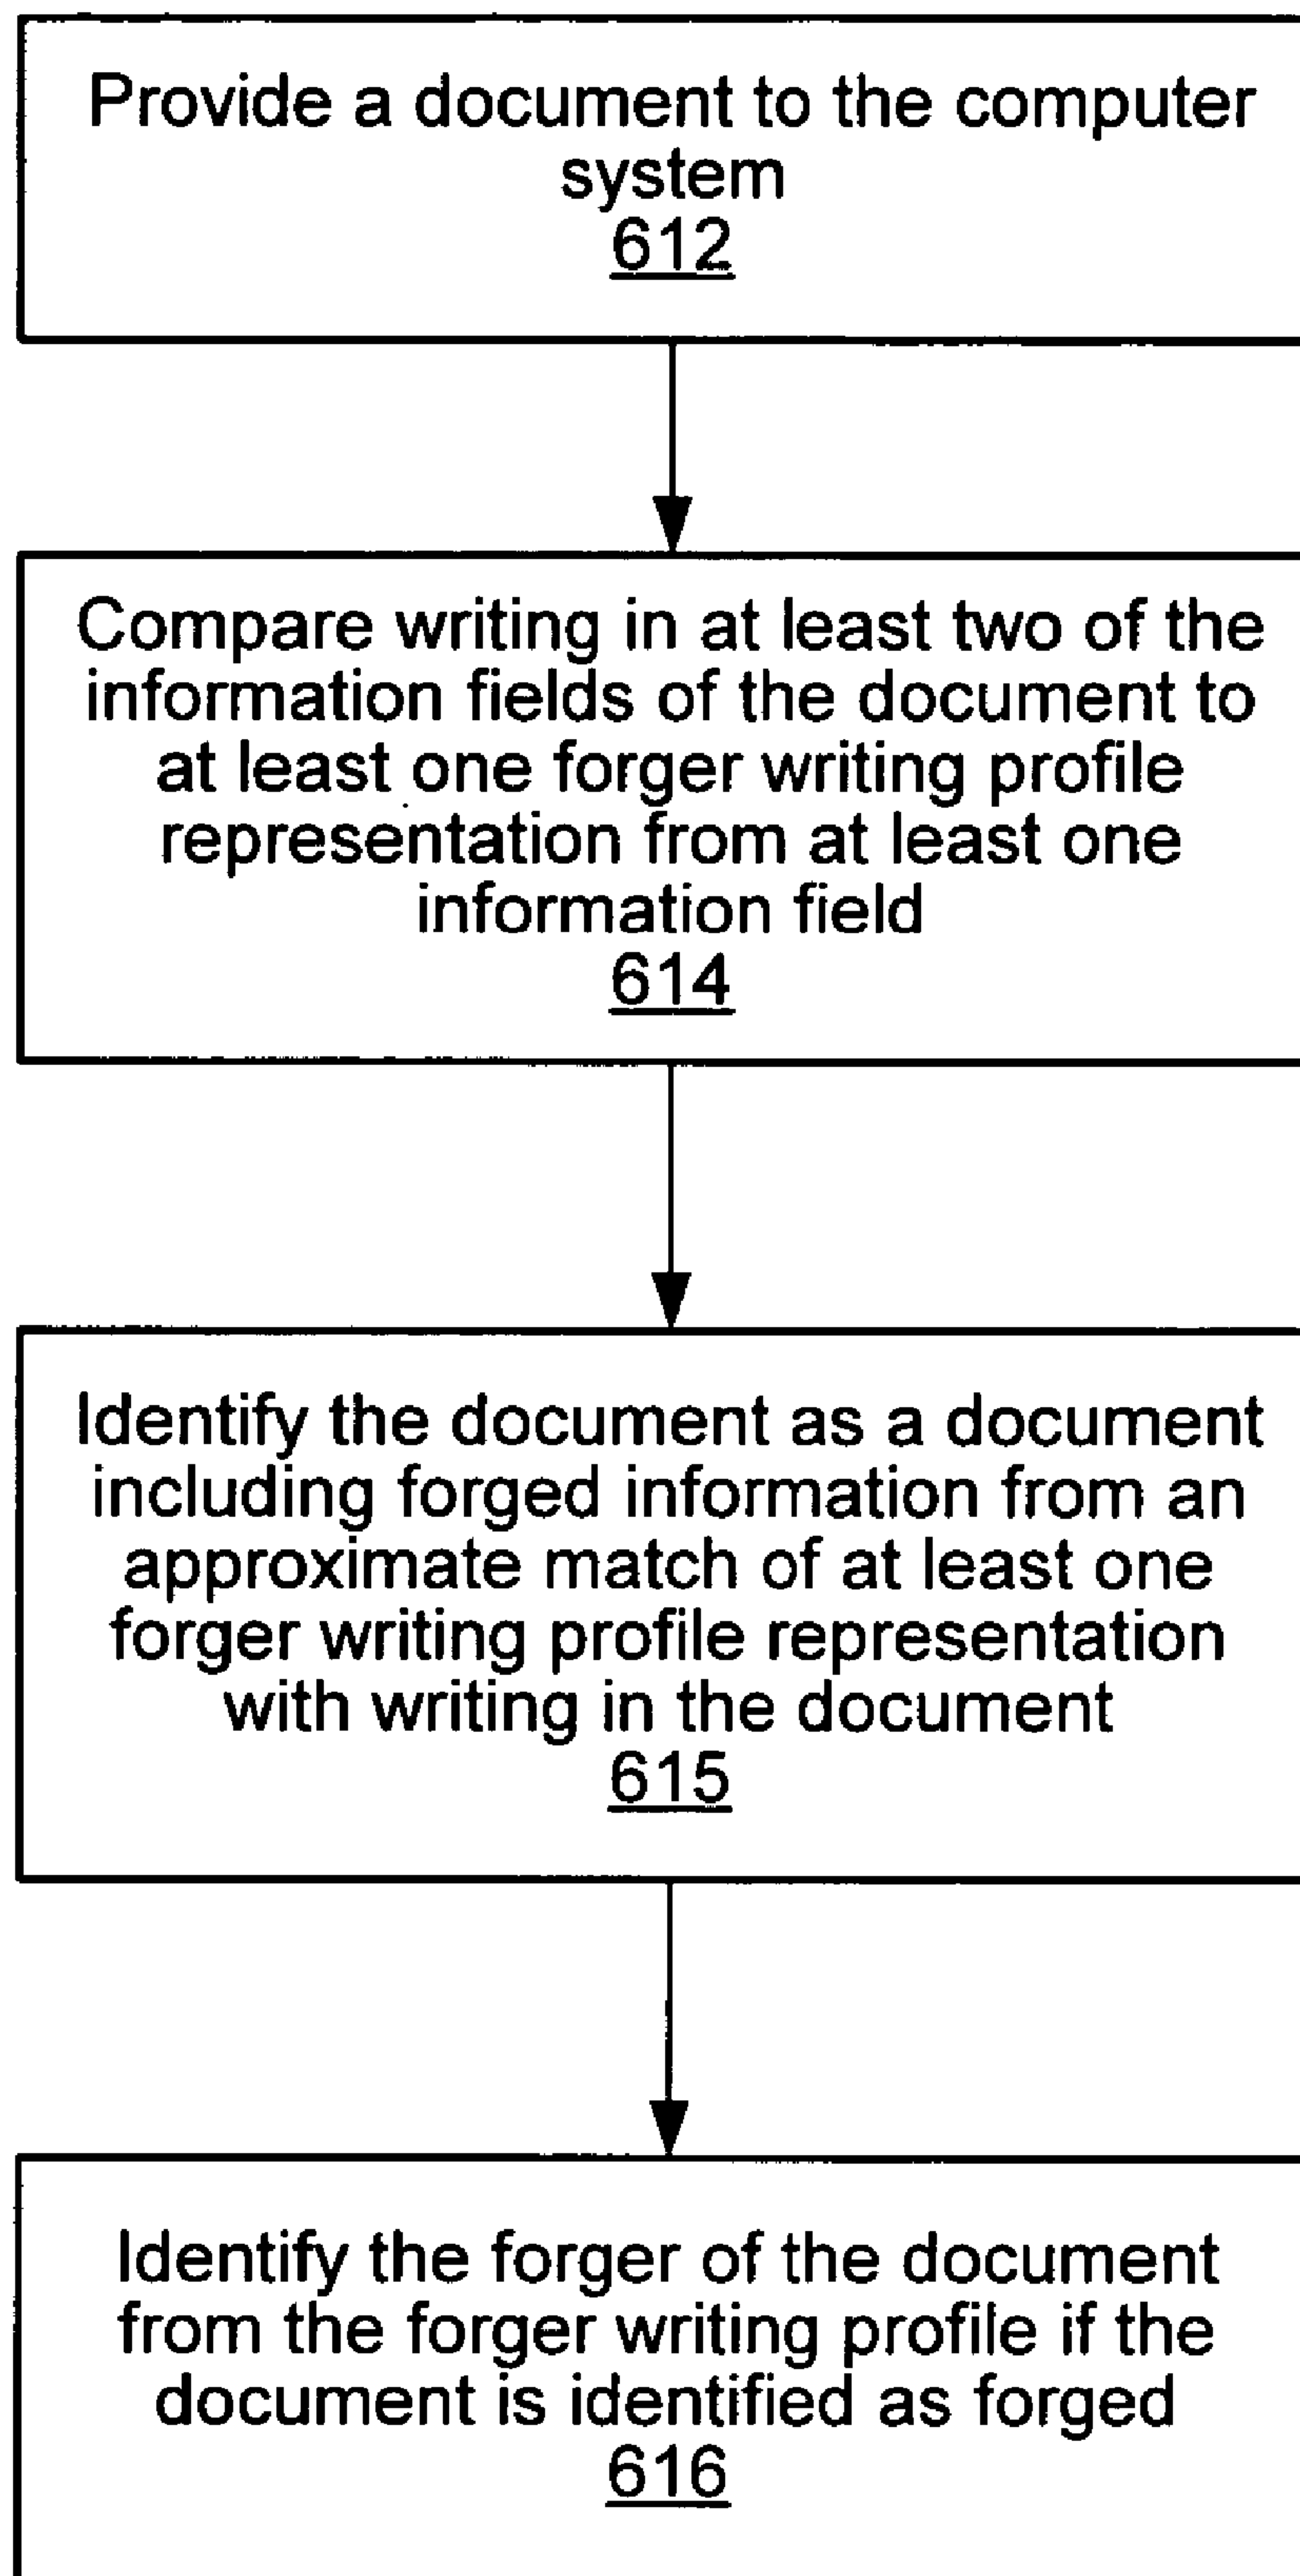 Provide a document to the computer
system
612
Compare writing in at least two of the
information fields of the document to
at least one forger writing profile
representation from at least one
information field
614
Identify the document as a document
including forged information from an
approximate match of at least one
forger writing profile representation
with writing in the document
615
Identify the forger of the document
from the forger writing profile if the
document is identified as forged
616